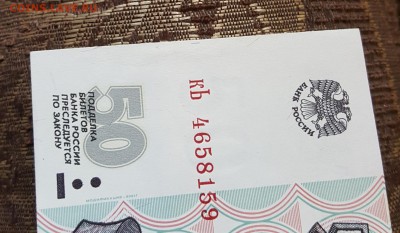 ПОДДЕЛКА
БИЛЕТОВ
БАНКА РОССИИ
ПРЕСЛЕДУЕТСЯ
ПО ЗАКОНУ
50
кЬ 4658159
БАНК РОССИИ